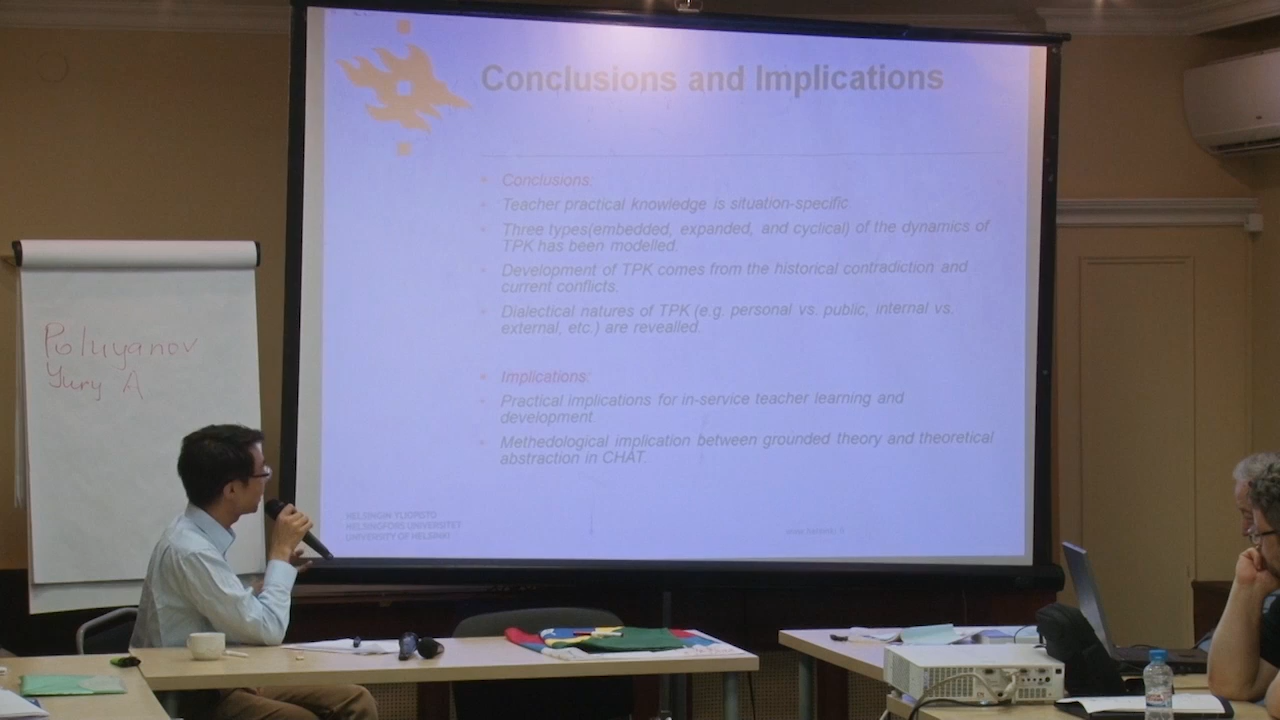 Conclusions and Implications
Conclusions:
Teacher practical knowledge is situation-specific
Three types(embedded, expanded, and cyclical) of the dynamics of
TPK has been modelled.
Development of TPK comes from the historical contradiction and
current conflicts.
Dialectical natures of TPK (e.g. personal vs. public, internal vs.
external, etc.) are revealled.
Implications:
Practical implications for in-service teacher learning and
development.
Methedological implication between grounded theory and theoretical
abstraction in CHAT.
HELSINGIN YLIOPISTO
HELSINGFORS UNIVERSITET
UNIVERSITY OF HELSINKI
Poluyanov
Yury A